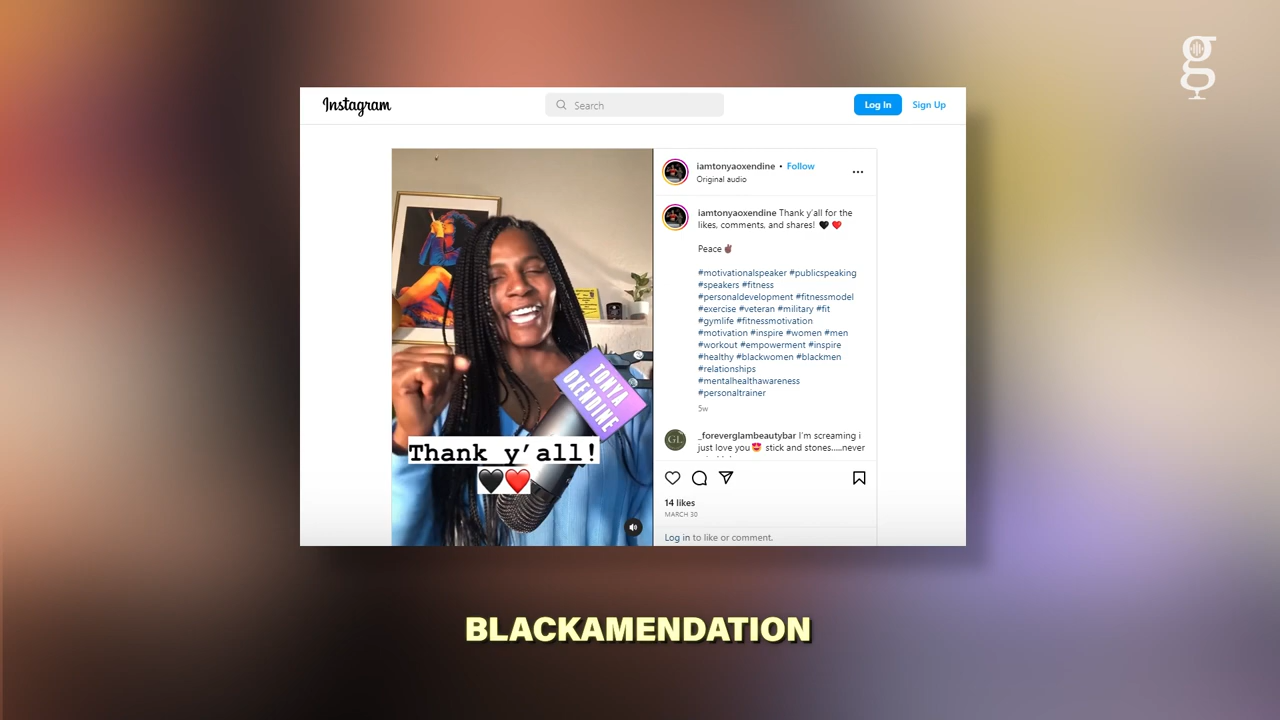 g
Instagram
Search
Log In
Sign Up
iamtonyaoxendine • Follow
Original audio
iamtonyaoxendine Thank y'all for the
likes, comments, and shares! 🖤 ❤️
Peace ✌🏿
#motivationalspeaker #publicspeaking
#speakers #fitness
#personaldevelopment #fitnessmodel
#exercise #veteran #military #fit
#gymlife #fitnessmotivation
#motivation #inspire #women #men
#workout #empowerment #inspire
#healthy #blackwomen #blackmen
#relationships
#mentalhealthawareness
#personaltrainer
5w
GL
_foreverglambeautybar I'm screaming i
just love you😍 stick and stones.....never
14 likes
MARCH 30
Log in to like or comment.
TONYA
OXENDINE
Thank y'all!
🖤❤️
BLACKAMENDATION